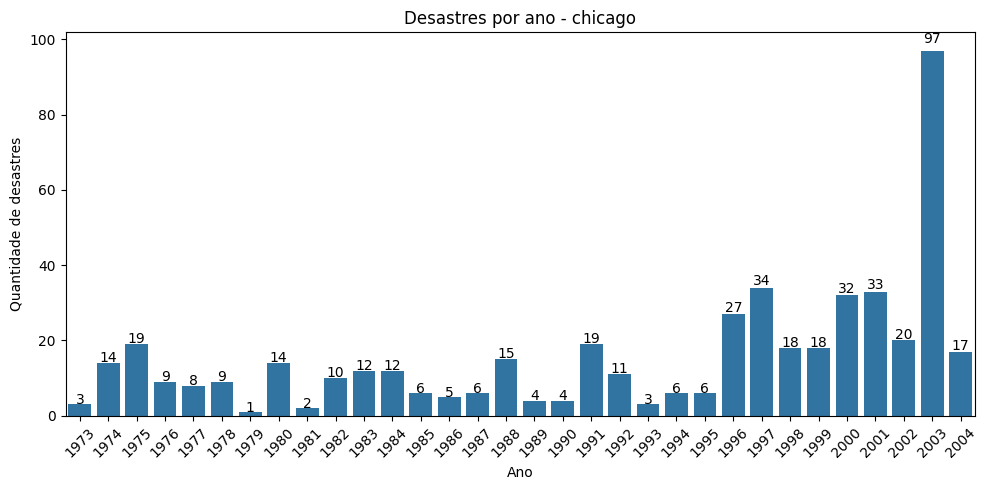 Desastres por ano - chicago
Quantidade de desastres
100
80
60
40
20
0
3 14 19 9 8 9 1 14 2 10 12 12 6 5 6 15 4 4 19 11 3 6 6 27 34 18 18 32 33 20 97 17
1973 1974 1975 1976 1977 1978 1979 1980 1981 1982 1983 1984 1985 1986 1987 1988 1989 1990 1991 1992 1993 1994 1995 1996 1997 1998 1999 2000 2001 2002 2003 2004
Ano